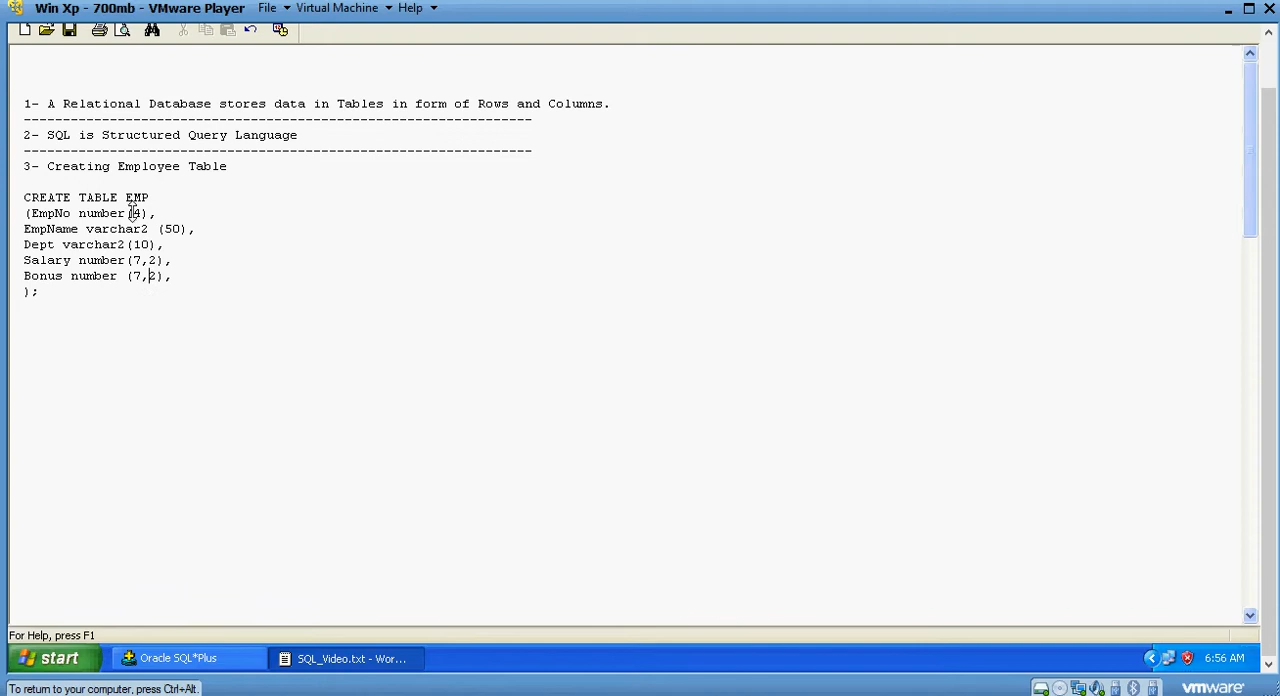 Win Xp - 700mb - VMware Player File Virtual Machine Help
1- A Relational Database stores data in Tables in form of Rows and Columns.
-----------------------------------------------------------------
2- SQL is Structured Query Language
-----------------------------------------------------------------
3- Creating Employee Table
CREATE TABLE EMP
(EmpNo number(4),
EmpName varchar2 (50),
Dept varchar2(10),
Salary number(7,2),
Bonus number (7,2),
);
For Help, press F1
start Oracle SQL*Plus SQL_Video.txt - Wor... 6:56 AM
To return to your computer, press Ctrl+Alt. vmware